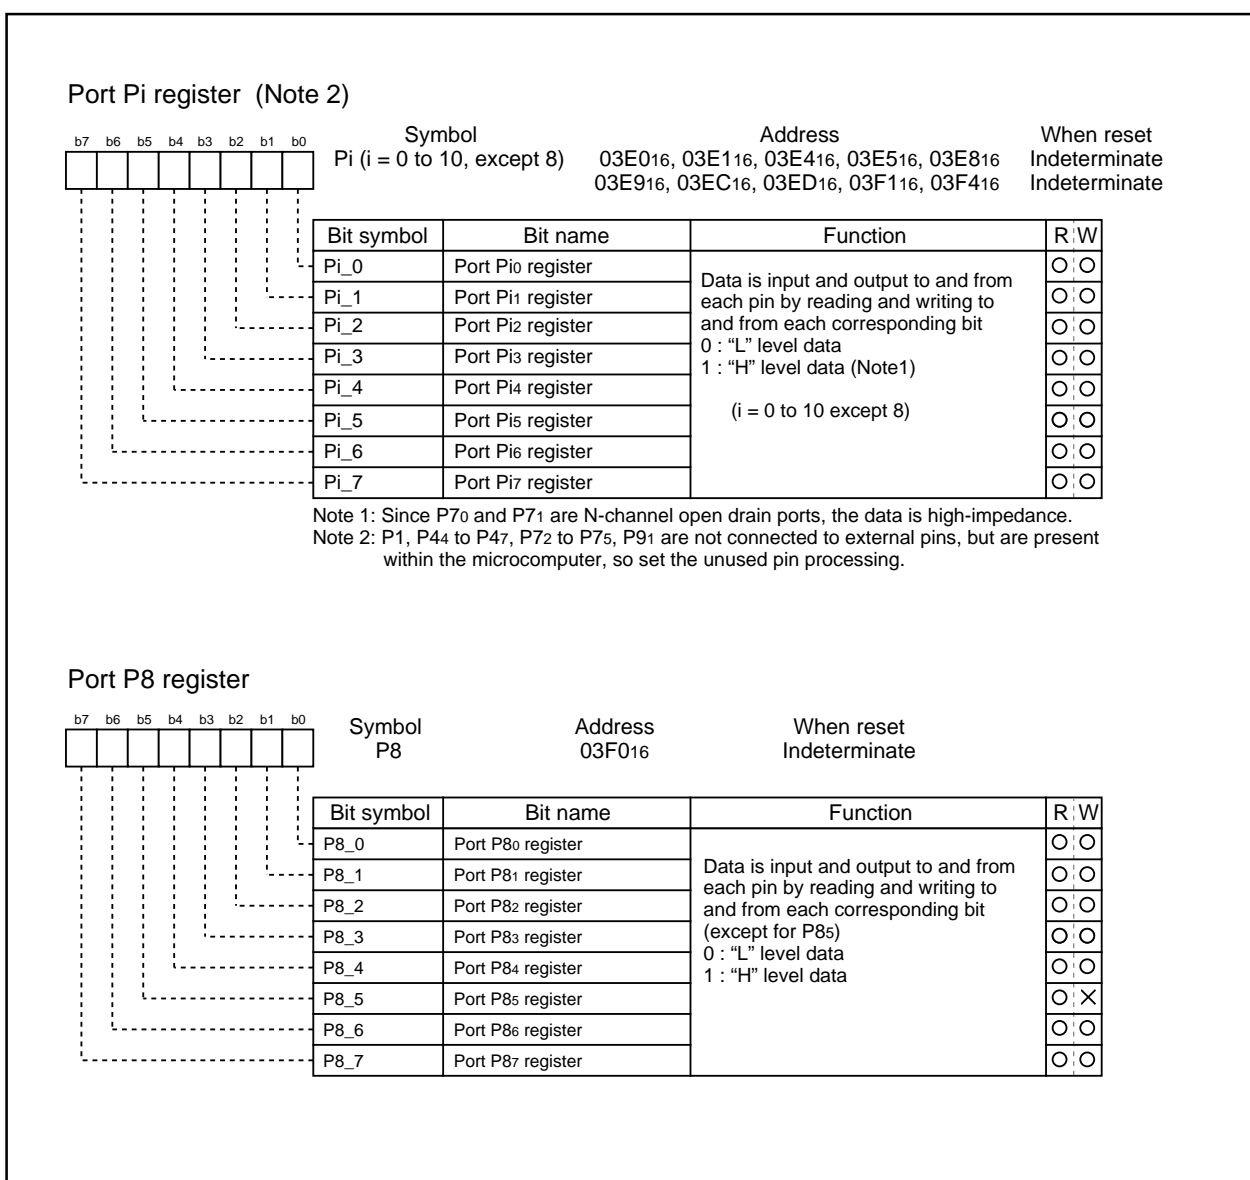 Port Pi register (Note 2)
b7 b6 b5 b4 b3 b2 b1 b0
Symbol Address When reset
Pi (i = 0 to 10, except 8) 03E016, 03E116, 03E416, 03E516, 03E816 Indeterminate
03E916, 03EC16, 03ED16, 03F116, 03F416 Indeterminate
Bit symbol Bit name Function R W
Pi_0 Port Pi0 register
Pi_1 Port Pi1 register
Pi_2 Port Pi2 register
Pi_3 Port Pi3 register
Pi_4 Port Pi4 register
Pi_5 Port Pi5 register
Pi_6 Port Pi6 register
Pi_7 Port Pi7 register
Data is input and output to and from
each pin by reading and writing to
and from each corresponding bit
0 : “L” level data
1 : “H” level data (Note1)
(i = 0 to 10 except 8)
Note 1: Since P70 and P71 are N-channel open drain ports, the data is high-impedance.
Note 2: P1, P44 to P47, P72 to P75, P91 are not connected to external pins, but are present
within the microcomputer, so set the unused pin processing.
Port P8 register
b7 b6 b5 b4 b3 b2 b1 b0
Symbol Address When reset
P8 03F016 Indeterminate
Bit symbol Bit name Function R W
P8_0 Port P80 register
P8_1 Port P81 register
P8_2 Port P82 register
P8_3 Port P83 register
P8_4 Port P84 register
P8_5 Port P85 register
P8_6 Port P86 register
P8_7 Port P87 register
Data is input and output to and from
each pin by reading and writing to
and from each corresponding bit
(except for P85)
0 : “L” level data
1 : “H” level data